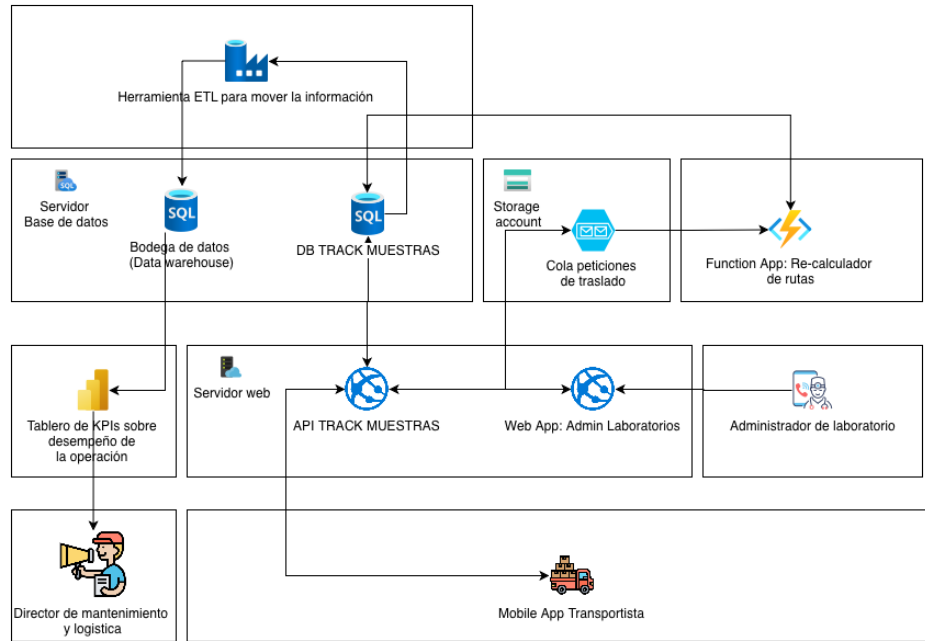 Herramienta ETL para mover la información
SQL
Servidor
Base de datos
SQL
Bodega de datos
(Data warehouse)
SQL
DB TRACK MUESTRAS
Storage
account
Cola peticiones
de traslado
Function App: Re-calculador
de rutas
Tablero de KPIs sobre
desempeño de
la operación
Servidor web
API TRACK MUESTRAS
Web App: Admin Laboratorios
Administrador de laboratorio
Director de mantenimiento
y logistica
Mobile App Transportista